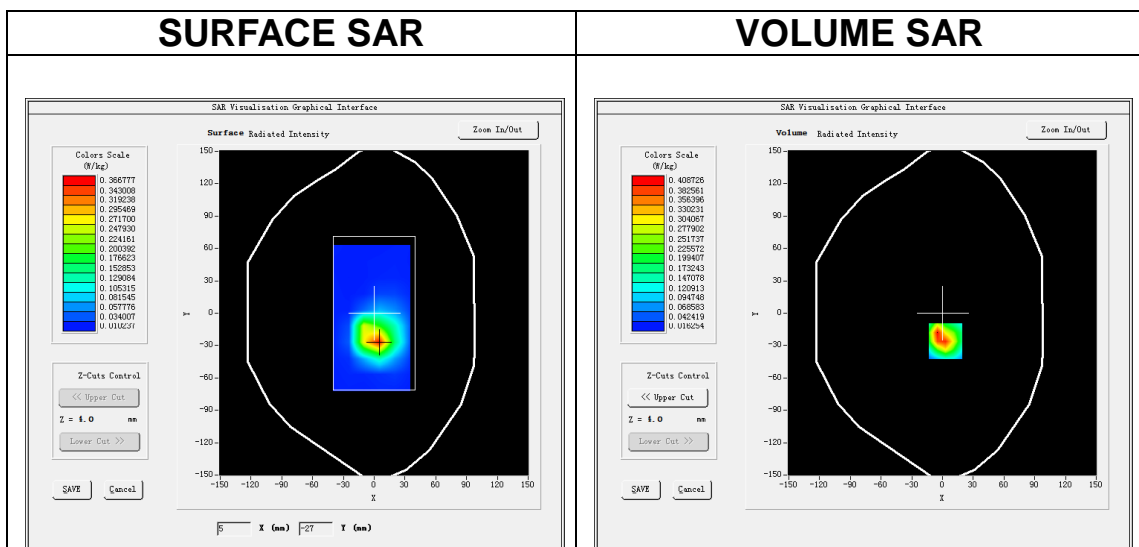 SURFACE SAR
VOLUME SAR
SAR Visualisation Graphical Interface
Surface Radiated Intensity
Zoom In/Out
Colors Scale
(W/kg)
0.366777
0.343008
0.319238
0.295469
0.271700
0.247930
0.224161
0.200392
0.176623
0.152853
0.129084
0.105315
0.081545
0.057776
0.034007
0.010237
150
120
90
60
30
0
-30
-60
-90
-120
-150
Y
-150 -120 -90 -60 -30 0 30 60 90 120 150
X
Z-Cuts Control
<< Upper Cut
Z = 4.0 mm
Lower Cut >>
SAVE Cancel
5 X (mm) -27 Y (mm)
SAR Visualisation Graphical Interface
Volume Radiated Intensity
Zoom In/Out
Colors Scale
(W/kg)
0.408726
0.382561
0.356396
0.330231
0.304067
0.277902
0.251737
0.225572
0.199407
0.173243
0.147078
0.120913
0.094748
0.068583
0.042419
0.016254
150
120
90
60
30
0
-30
-60
-90
-120
-150
Y
-150 -120 -90 -60 -30 0 30 60 90 120 150
X
Z-Cuts Control
<< Upper Cut
Z = 4.0 mm
Lower Cut >>
SAVE Cancel